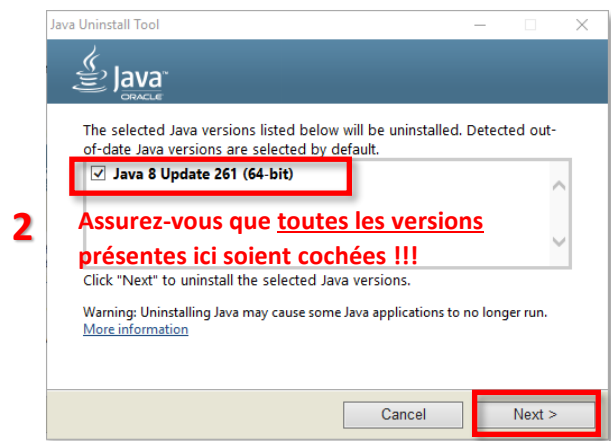 Java Uninstall Tool
Java
ORACLE
The selected Java versions listed below will be uninstalled. Detected out-
of-date Java versions are selected by default.
Java 8 Update 261 (64-bit)
2 Assurez-vous que toutes les versions
présentes ici soient cochées !!!
Click "Next" to uninstall the selected Java versions.
Warning: Uninstalling Java may cause some Java applications to no longer run.
More information
Cancel
Next >